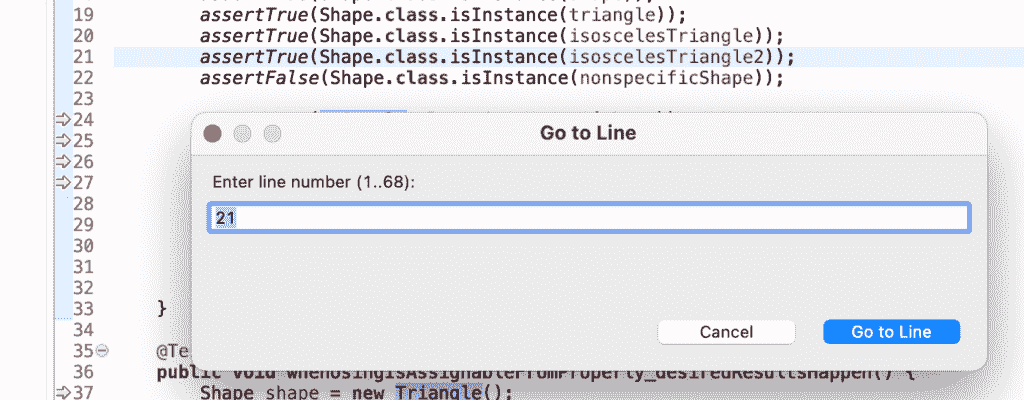 19 assertTrue(Shape.class.isInstance(triangle));
20 assertTrue(Shape.class.isInstance(isoscelesTriangle));
21 assertTrue(Shape.class.isInstance(isoscelesTriangle2));
22 assertFalse(Shape.class.isInstance(nonspecificShape));
23
24
25
26
27
28
29
30
31
32
33 }
34
35 @Te
36 public void whenUsingIsAssignableFromProperly_desiredResultsHappen() {
37 Shape shape = new Triangle();
Go to Line
Enter line number (1..68):
21
Cancel
Go to Line